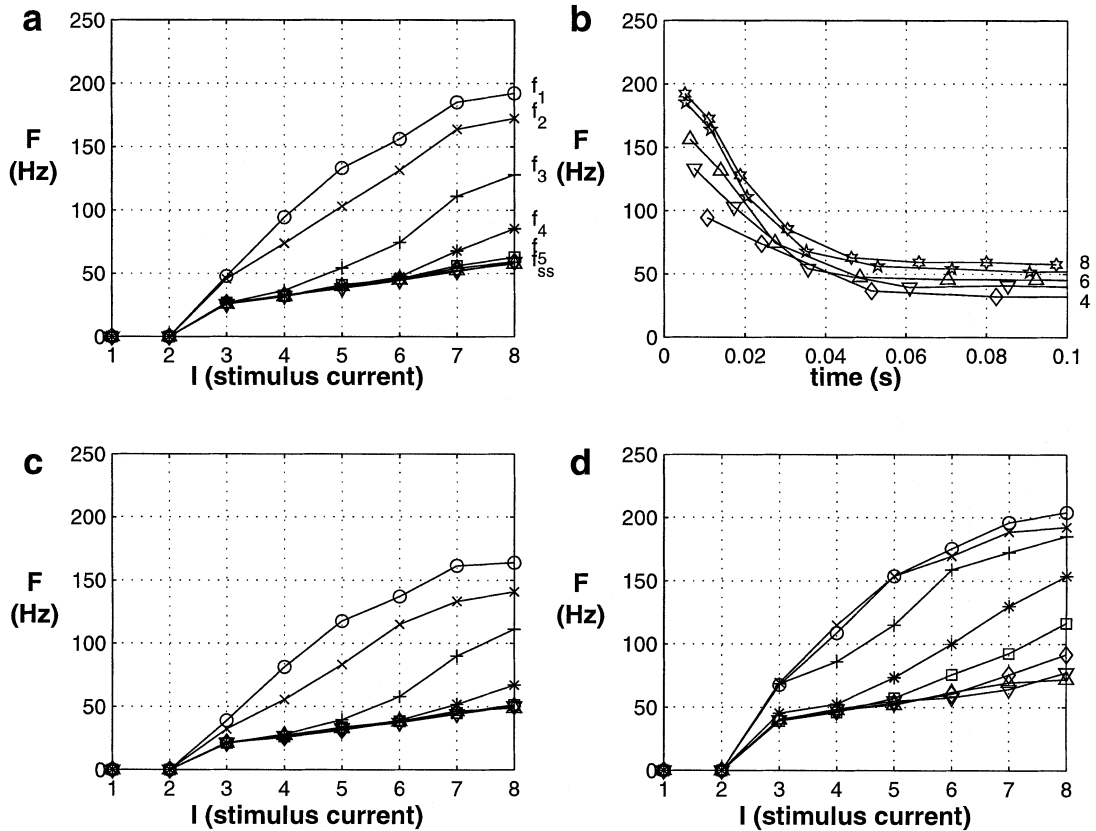 a
250
200
150
100
50
0
F
(Hz)
1 2 3 4 5 6 7 8
I (stimulus current)
f1
f2
f3
f4
f5
fss
b
250
200
150
100
50
0
F
(Hz)
0 0.02 0.04 0.06 0.08 0.1
time (s)
8
6
4
c
250
200
150
100
50
0
F
(Hz)
1 2 3 4 5 6 7 8
I (stimulus current)
d
250
200
150
100
50
0
F
(Hz)
1 2 3 4 5 6 7 8
I (stimulus current)